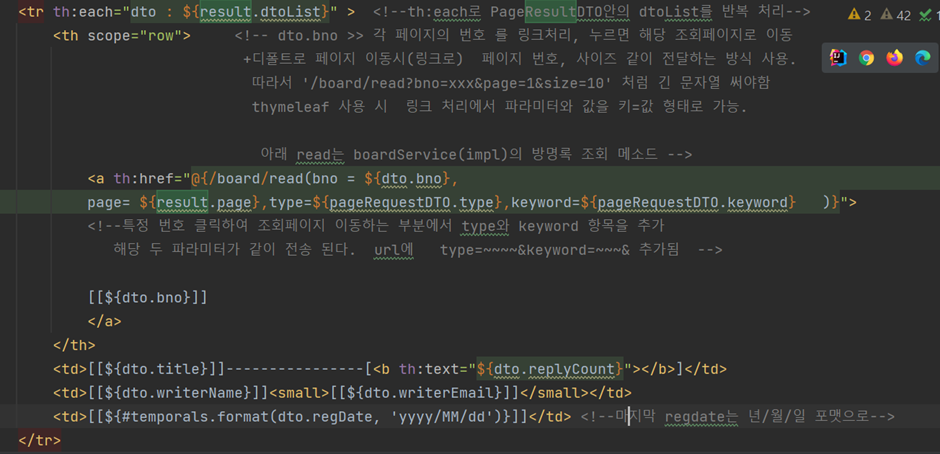 <tr th:each="dto : ${result.dtoList}" >  <!--th:each로 PageResultDTO안의 dtoList를 반복 처리-->  2  42  1
<th scope="row">     <!-- dto.bno >> 각 페이지의 번호 를 링크처리, 누르면 해당 조회페이지로 이동
+디폴트로 페이지 이동시(링크로)  페이지 번호, 사이즈 같이 전달하는 방식 사용.
따라서 '/board/read?bno=xxx&page=1&size=10' 처럼 긴 문자열 써야함
thymeleaf 사용 시  링크 처리에서 파라미터와 값을 키=값 형태로 가능.
아래 read는 boardService(impl)의 방명록 조회 메소드 -->
<a th:href="@{/board/read(bno = ${dto.bno},
page= ${result.page},type=${pageRequestDTO.type},keyword=${pageRequestDTO.keyword}   )}">
<!--특정 번호 클릭하여 조회페이지 이동하는 부분에서 type와 keyword 항목을 추가
해당 두 파라미터가 같이 전송 된다.  url에   type=~~~~&keyword=~~~& 추가됨  -->
[[${dto.bno}]]
</a>
</th>
<td>[[${dto.title}]]----------------[<b th:text="${dto.replyCount}"></b>]</td>
<td>[[${dto.writerName}]]<small>[[${dto.writerEmail}]]</small></td>
<td>[[${#temporals.format(dto.regDate, 'yyyy/MM/dd')}]]</td> <!--마지막 regdate는 년/월/일 포맷으로-->
</tr>